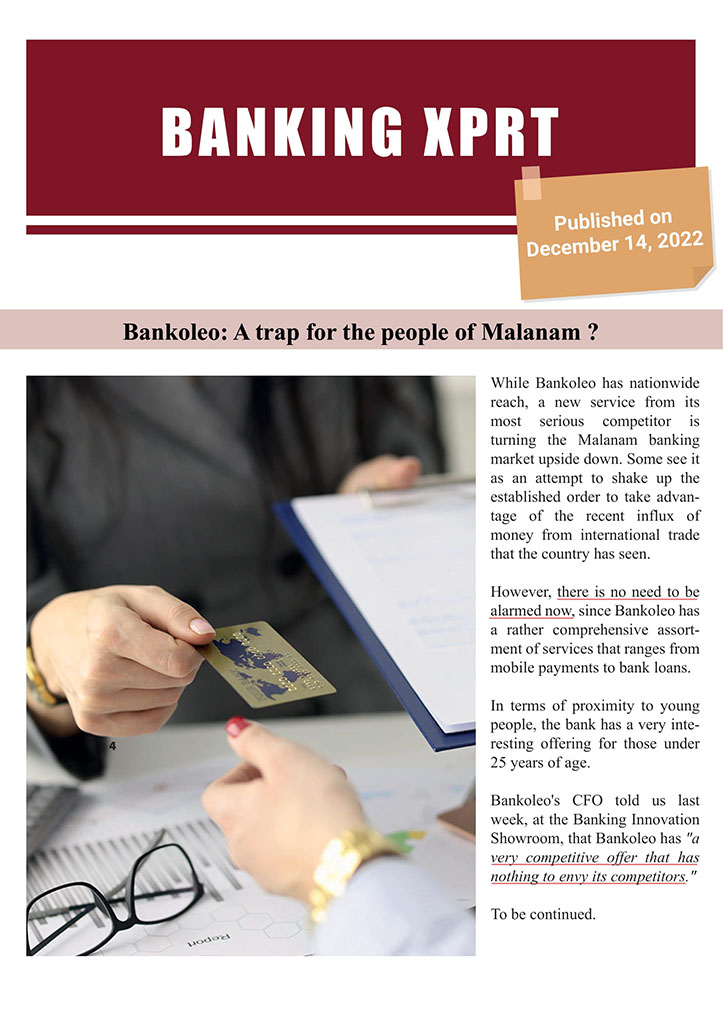 BANKING XPRT
Published on
December 14, 2022
Bankoleo: A trap for the people of Malanam ?
While Bankoleo has nationwide
reach, a new service from its
most serious competitor is
turning the Malanam banking
market upside down. Some see it
as an attempt to shake up the
established order to take advan-
tage of the recent influx of
money from international trade
that the country has seen.
However, there is no need to be
alarmed now, since Bankoleo has
a rather comprehensive assort-
ment of services that ranges from
mobile payments to bank loans.
In terms of proximity to young
people, the bank has a very inte-
resting offering for those under
25 years of age.
Bankoleo's CFO told us last
week, at the Banking Innovation
Showroom, that Bankoleo has "a
very competitive offer that has
nothing to envy its competitors."
To be continued.
4
Report